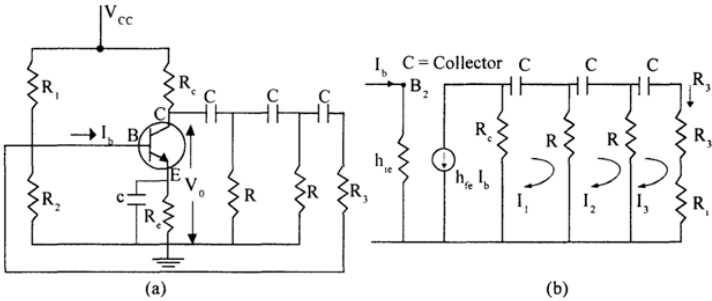 V_CC
R_1
R_c
C
C
C
C
I_b
B
E
c
V_0
R_2
R_e
R
R
R_3
(a)
I_b
C = Collector
B_2
C
C
C
R_3
h_ie
h_fe I_b
R_c
R
R
R_3
I_1
I_2
I_3
R_i
(b)